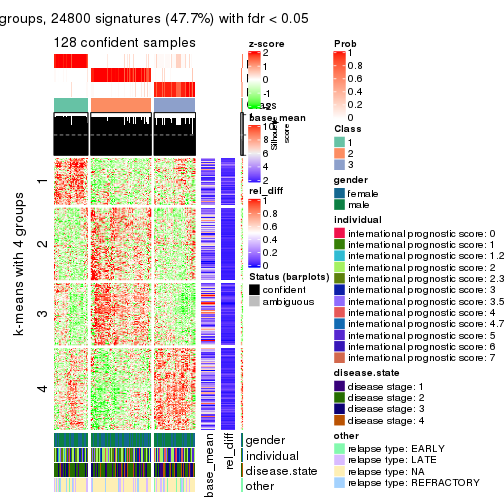 groups, 24800 signatures (47.7%) with fdr < 0.05
128 confident samples
k-means with 4 groups
1
2
3
4
base_mean
rel_diff
gender
individual
disease.state
other
z-score
2
1
0
-1
-2
Class
base_mean
10
8
6
4
2
Silhouette
score
rel_diff
1
0.8
0.6
0.4
0.2
0
Status (barplots)
confident
ambiguous
Prob
1
0.8
0.6
0.4
0.2
0
Class
1
2
3
gender
female
male
individual
international prognostic score: 0
international prognostic score: 1
international prognostic score: 1.2
international prognostic score: 2
international prognostic score: 2.3
international prognostic score: 3
international prognostic score: 3.5
international prognostic score: 4
international prognostic score: 4.7
international prognostic score: 5
international prognostic score: 6
international prognostic score: 7
disease.state
disease stage: 1
disease stage: 2
disease stage: 3
disease stage: 4
other
relapse type: EARLY
relapse type: LATE
relapse type: NA
relapse type: REFRACTORY